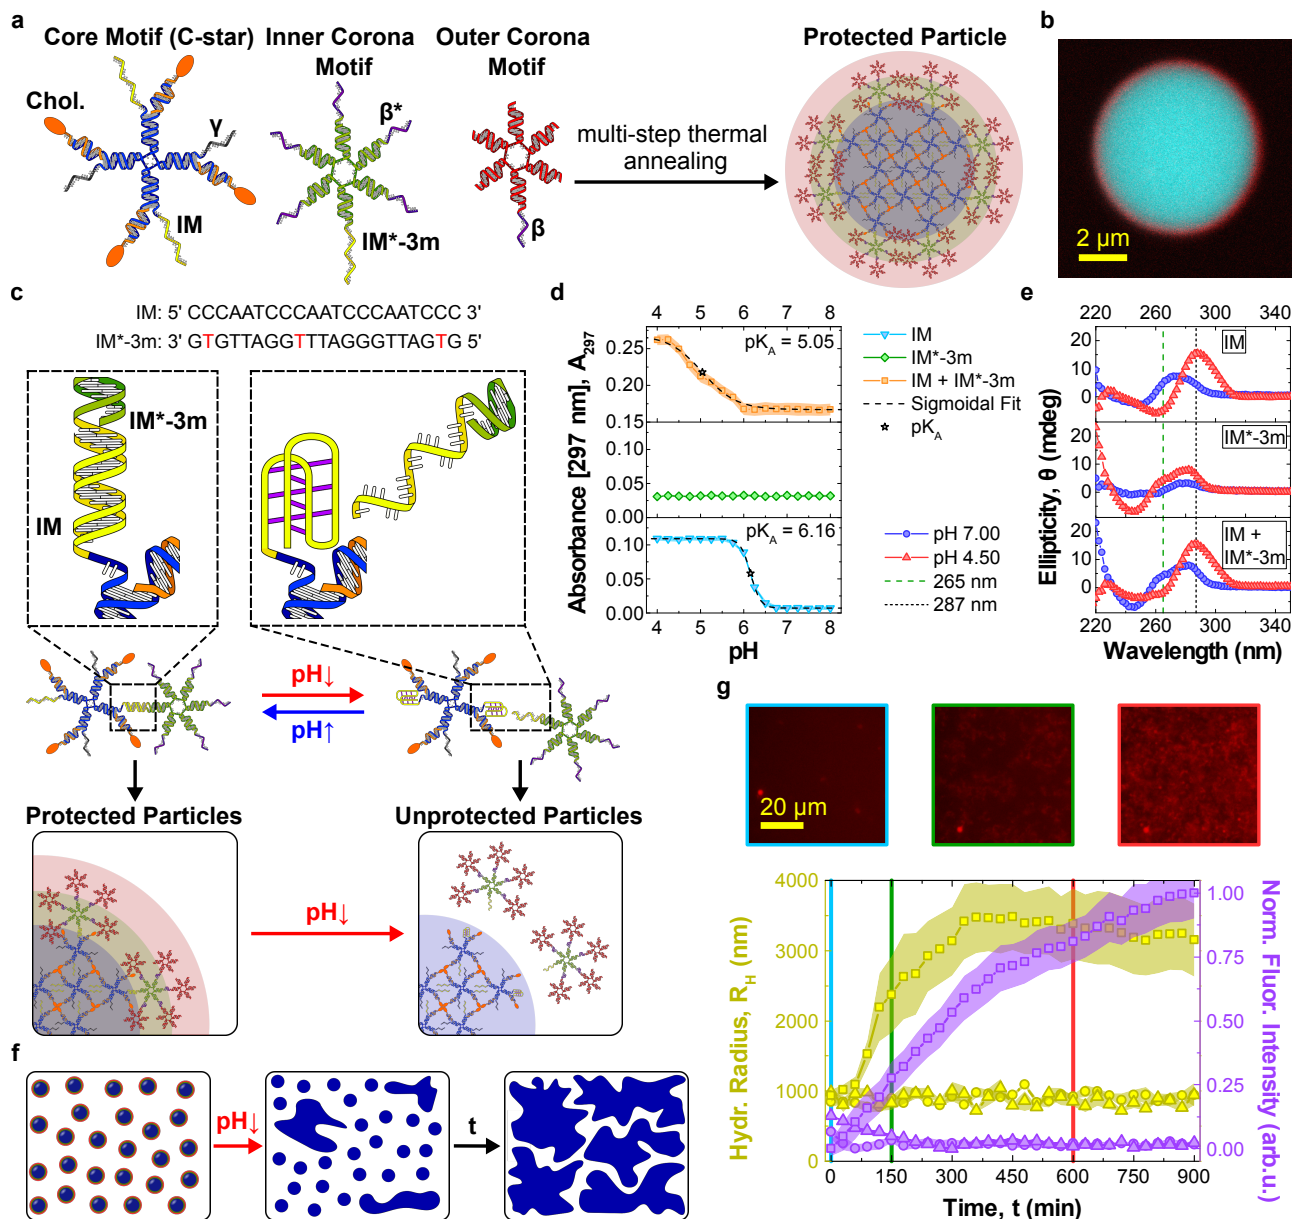 a
Core Motif (C-star)
Inner Corona
Motif
Outer Corona
Motif
Protected Particle
Chol.
γ
IM
β*
IM*-3m
β
multi-step thermal
annealing
b
2 µm
c
IM: 5' CCCAATCCCAATCCCAATCCC 3'
IM*-3m: 3' GTGTTAGGTTTAGGGTTAGTG 5'
IM*-3m
IM
pH↓
pH↑
Protected Particles
Unprotected Particles
pH↓
d
4 5 6 7 8
0.25
0.15
pK_A = 5.05
0.10
0.05
0.00
0.10
0.05
0.00
pK_A = 6.16
4 5 6 7 8
pH
Absorbance [297 nm], A_297
IM
IM*-3m
IM + IM*-3m
Sigmoidal Fit
pK_A
pH 7.00
pH 4.50
265 nm
287 nm
e
220 260 300 340
20
10
0
IM
20
10
0
IM*-3m
20
10
0
IM +
IM*-3m
220 260 300 340
Wavelength (nm)
Ellipticity, θ (mdeg)
f
pH↓
t
g
20 µm
4000
3000
2000
1000
0
Hydr. Radius, R_H (nm)
1.00
0.75
0.50
0.25
0.00
Norm. Fluor. Intensity (arb.u.)
0 150 300 450 600 750 900
Time, t (min)